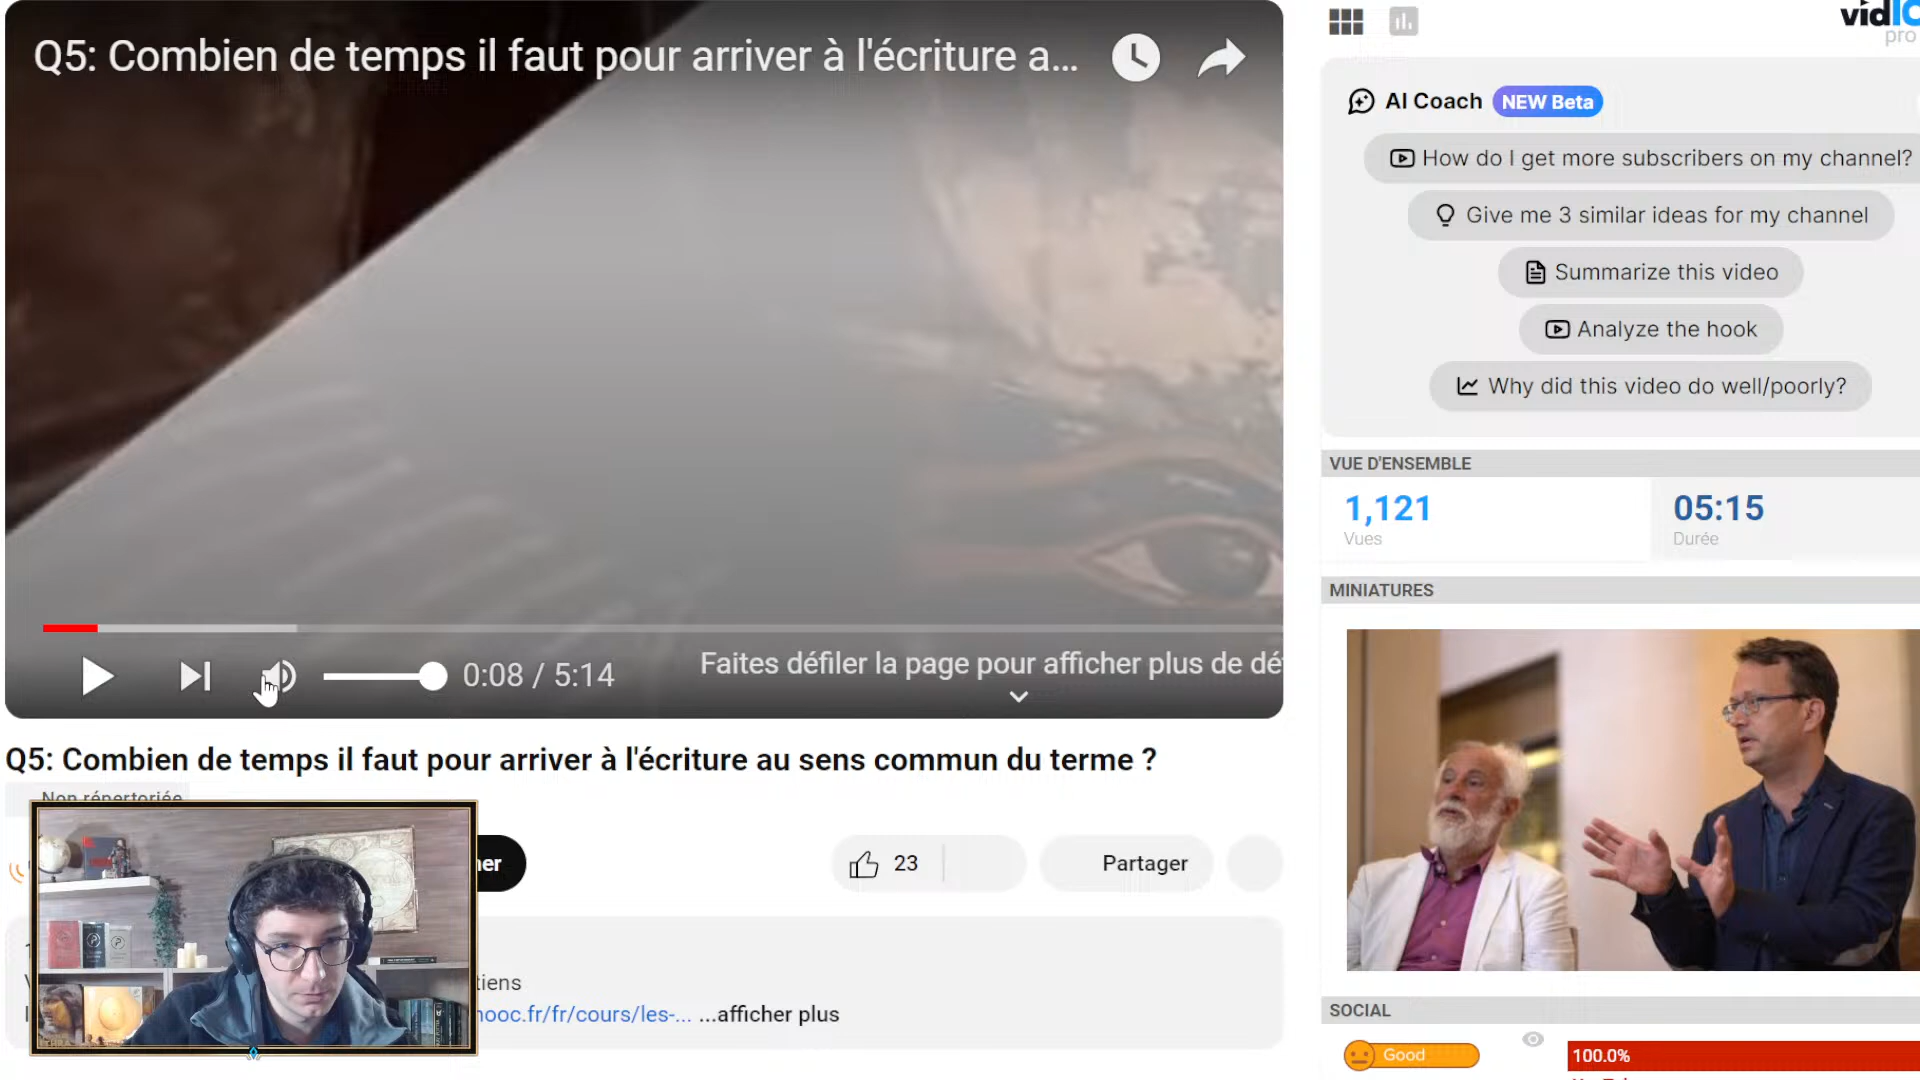 Q5: Combien de temps il faut pour arriver à l'écriture a...
Faites défiler la page pour afficher plus de dé
0:08 / 5:14
Q5: Combien de temps il faut pour arriver à l'écriture au sens commun du terme ?
Non répertoriée
er
23
Partager
tiens
nooc.fr/fr/cours/les-... ...afficher plus
vidIQ
pro
AI Coach NEW Beta
How do I get more subscribers on my channel?
Give me 3 similar ideas for my channel
Summarize this video
Analyze the hook
Why did this video do well/poorly?
VUE D'ENSEMBLE
1,121
Vues
05:15
Durée
MINIATURES
SOCIAL
Good
100.0%